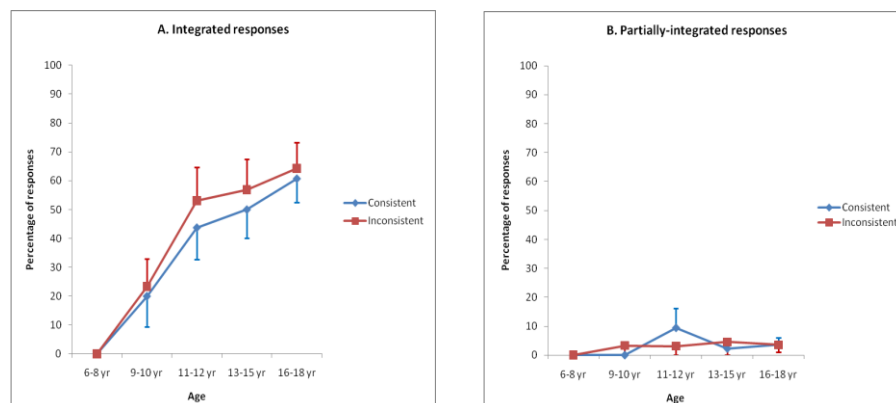 A. Integrated responses
100
90
80
70
60
50
40
30
20
10
0
Percentage of responses
6-8 yr 9-10 yr 11-12 yr 13-15 yr 16-18 yr
Age
Consistent
Inconsistent
B. Partially-integrated responses
100
90
80
70
60
50
40
30
20
10
0
Percentage of responses
6-8 yr 9-10 yr 11-12 yr 13-15 yr 16-18 yr
Age
Consistent
Inconsistent